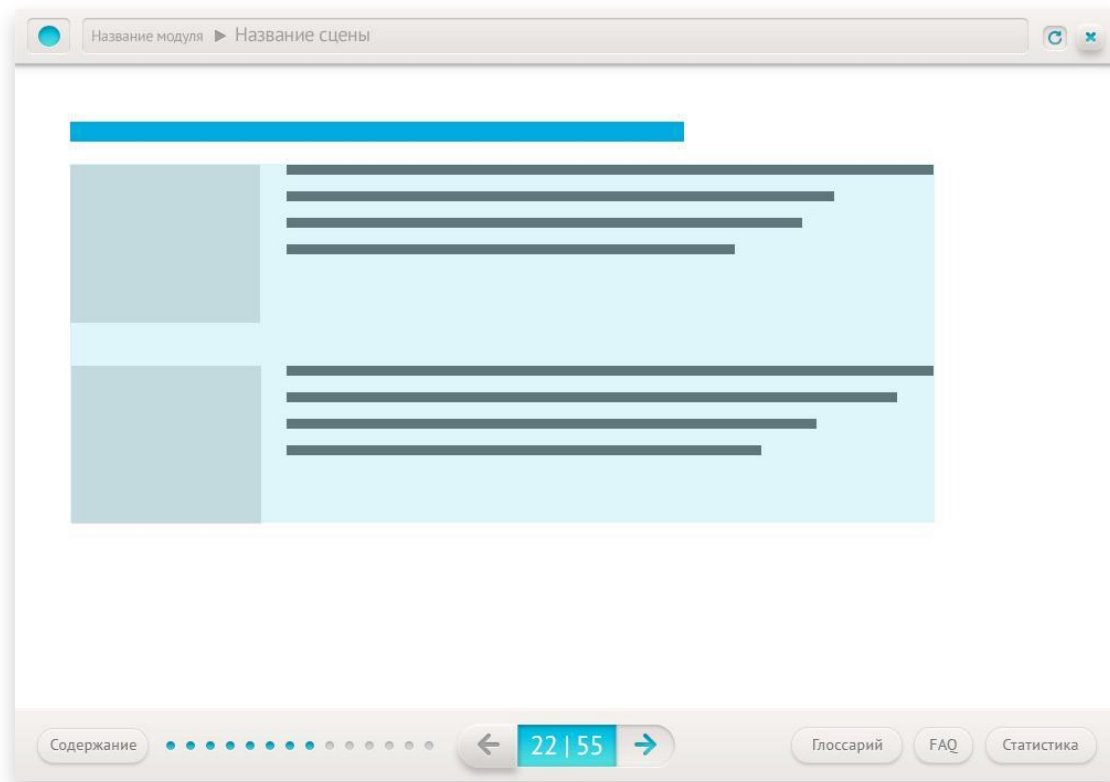 Название модуля ▶ Название сцены
Содержание
22 | 55
Глоссарий
FAQ
Статистика